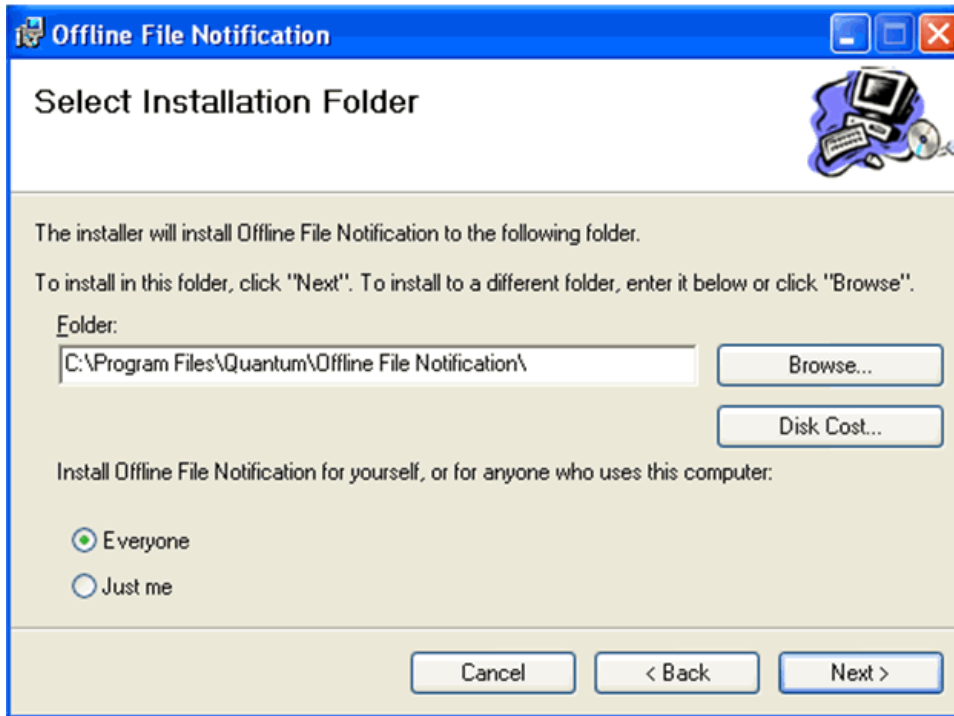 Offline File Notification
Select Installation Folder
The installer will install Offline File Notification to the following folder.
To install in this folder, click "Next". To install to a different folder, enter it below or click "Browse".
Folder:
C:\Program Files\Quantum\Offline File Notification\
Browse...
Disk Cost...
Install Offline File Notification for yourself, or for anyone who uses this computer:
Everyone
Just me
Cancel
< Back
Next >